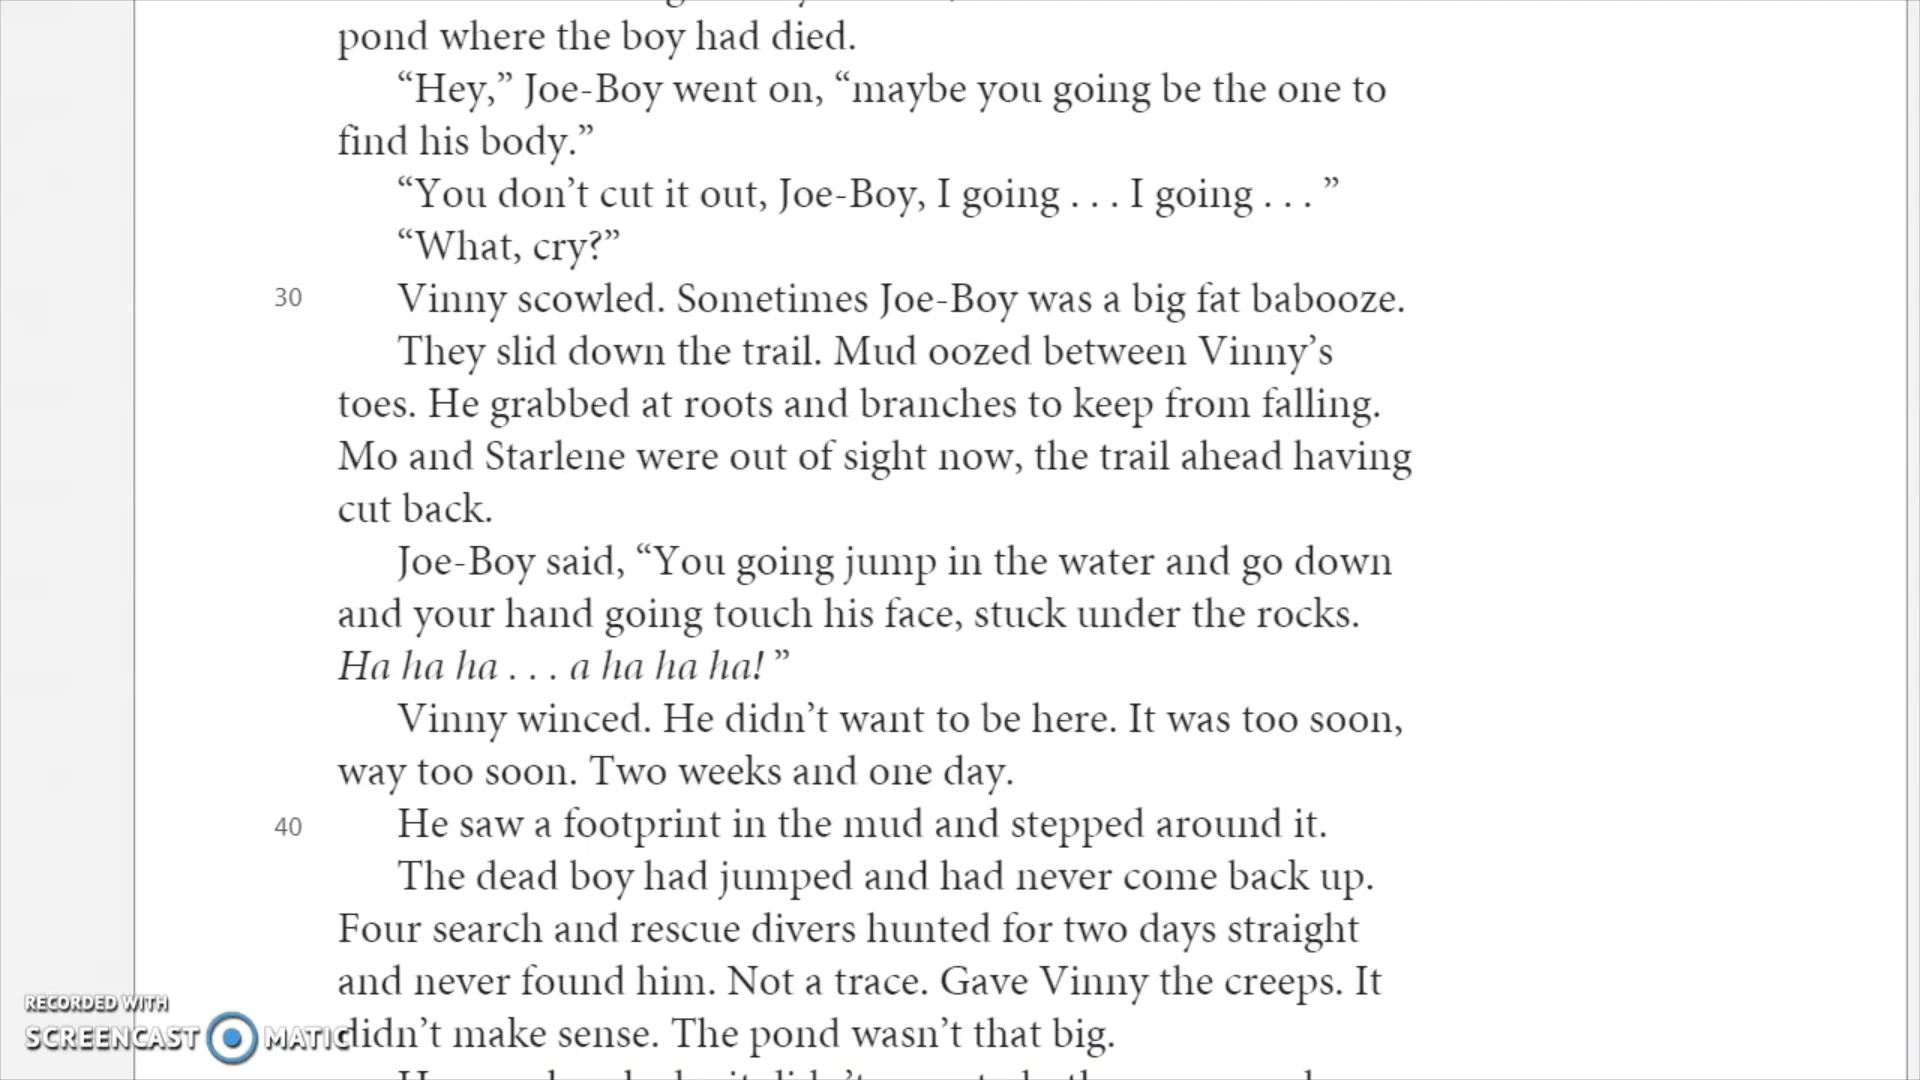 pond where the boy had died.
“Hey,” Joe-Boy went on, “maybe you going be the one to
find his body.”
“You don’t cut it out, Joe-Boy, I going . . . I going . . . ”
“What, cry?”
30 Vinny scowled. Sometimes Joe-Boy was a big fat babooze.
They slid down the trail. Mud oozed between Vinny’s
toes. He grabbed at roots and branches to keep from falling.
Mo and Starlene were out of sight now, the trail ahead having
cut back.
Joe-Boy said, “You going jump in the water and go down
and your hand going touch his face, stuck under the rocks.
Ha ha ha . . . a ha ha ha! ”
Vinny winced. He didn’t want to be here. It was too soon,
way too soon. Two weeks and one day.
40 He saw a footprint in the mud and stepped around it.
The dead boy had jumped and had never come back up.
Four search and rescue divers hunted for two days straight
and never found him. Not a trace. Gave Vinny the creeps. It
didn’t make sense. The pond wasn’t that big.
RECORDED WITH
SCREENCAST MATIC